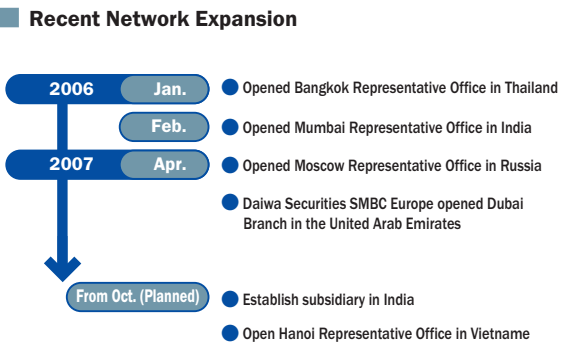 Recent Network Expansion
2006 Jan. Opened Bangkok Representative Office in Thailand
Feb. Opened Mumbai Representative Office in India
2007 Apr. Opened Moscow Representative Office in Russia
Daiwa Securities SMBC Europe opened Dubai
Branch in the United Arab Emirates
From Oct. (Planned) Establish subsidiary in India
Open Hanoi Representative Office in Vietname